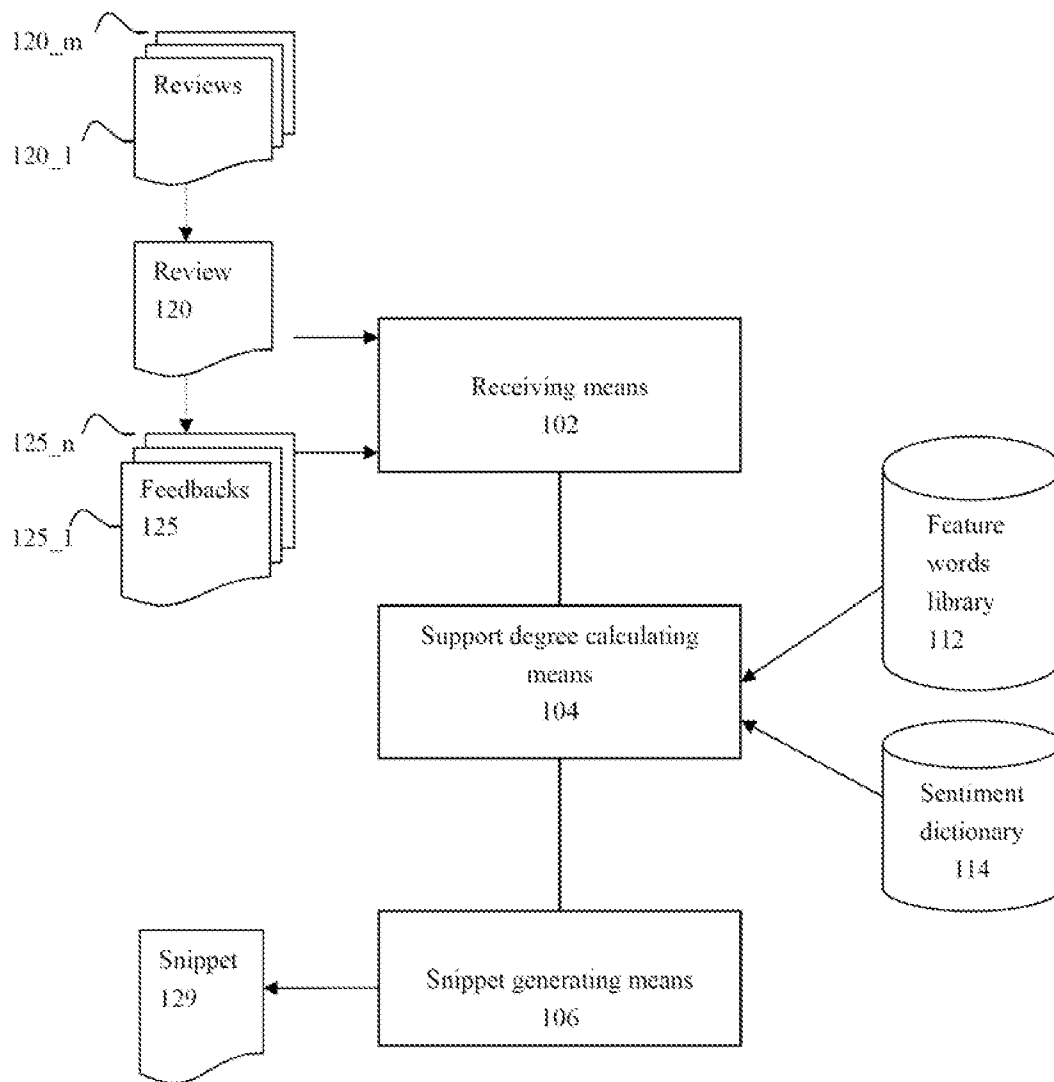 120_m
Reviews
120_1
Review
120
Receiving means
102
125_n
Feedbacks
125
125_1
Feature
words
library
112
Support degree calculating
means
104
Sentiment
dictionary
114
Snippet
129
Snippet generating means
106